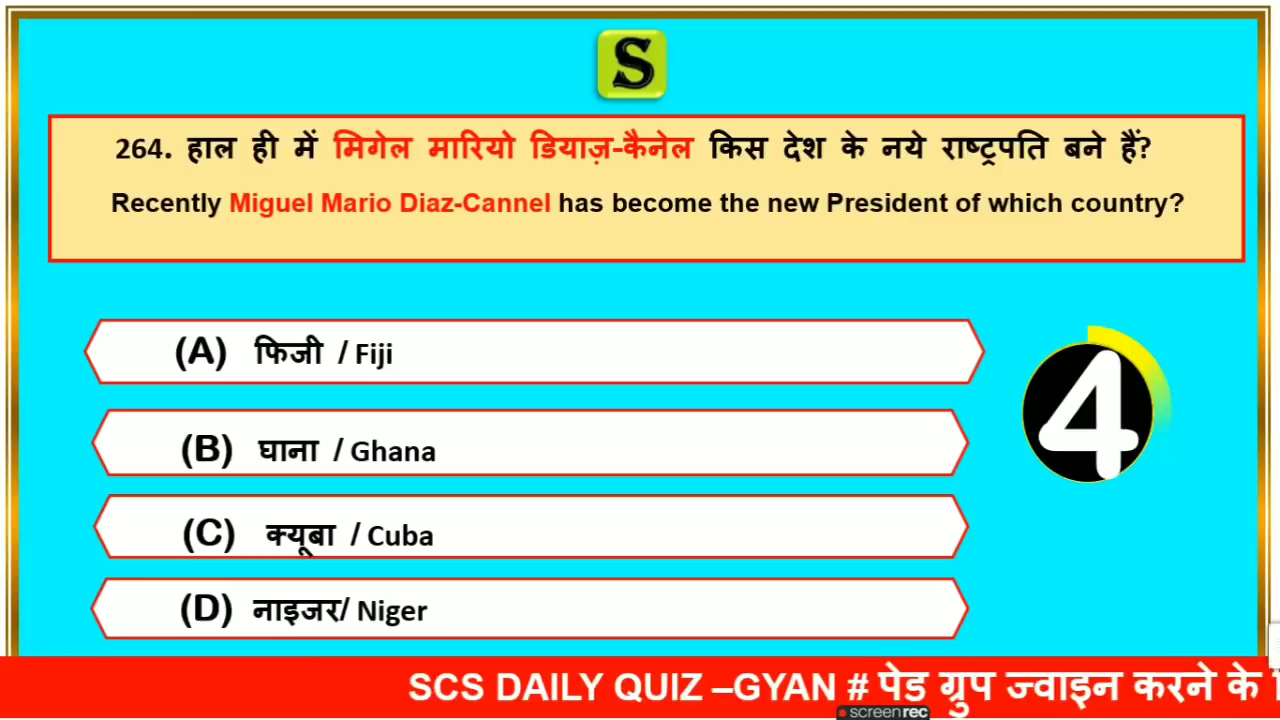 S
264. हाल ही में मिगेल मारियो डियाज़-कैनेल किस देश के नये राष्ट्रपति बने हैं?
Recently Miguel Mario Diaz-Cannel has become the new President of which country?
(A) फिजी / Fiji
4
(B) घाना / Ghana
(C) क्यूबा / Cuba
(D) नाइजर/ Niger
SCS DAILY QUIZ –GYAN # पेड ग्रुप ज्वाइन करने के
screenrec